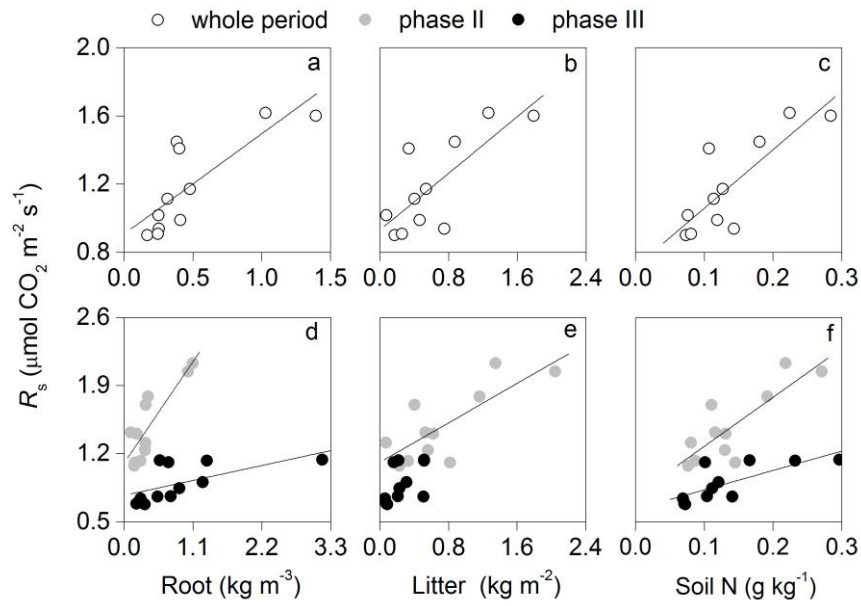 whole period phase II phase III
a b c
2.0
1.6
1.2
0.8
0.0 0.5 0.5 1.5 0.0 0.8 1.6 2.4 0.0 0.1 0.2 0.3
Rs (μmol CO2 m-2 s-1)
d e f
2.6
1.9
1.2
0.5
0.0 1.1 2.2 3.3 0.0 0.8 1.6 2.4 0.0 0.1 0.2 0.3
Root (kg m-3) Litter (kg m-2) Soil N (g kg-1)